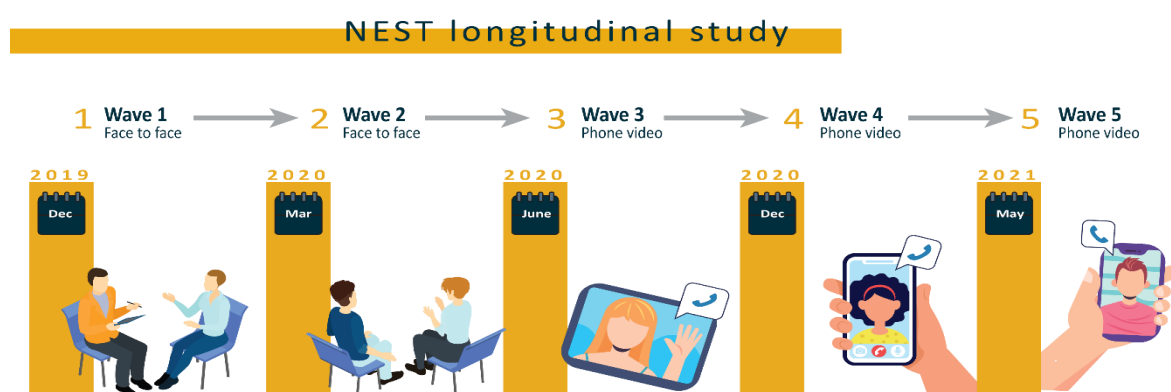 NEST longitudinal study
1 Wave 1
Face to face
2 Wave 2
Face to face
3 Wave 3
Phone video
4 Wave 4
Phone video
5 Wave 5
Phone video
2019
Dec
2020
Mar
2020
June
2020
Dec
2021
May